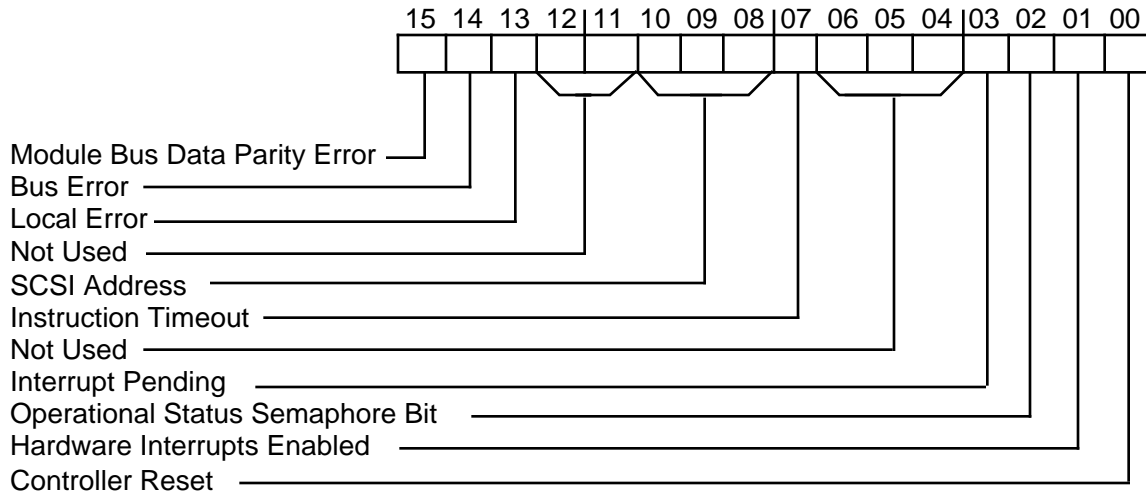 15 14 13 12 11 10 09 08 07 06 05 04 03 02 01 00
Module Bus Data Parity Error
Bus Error
Local Error
Not Used
SCSI Address
Instruction Timeout
Not Used
Interrupt Pending
Operational Status Semaphore Bit
Hardware Interrupts Enabled
Controller Reset